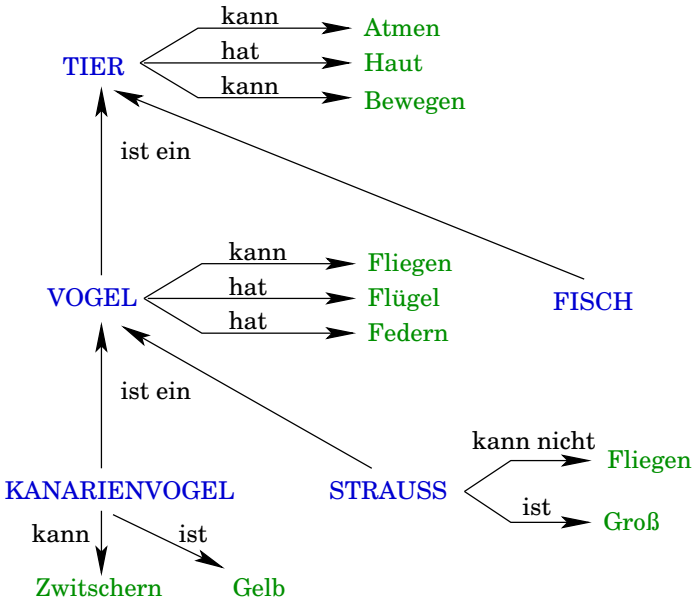 kann
Atmen
TIER
hat
Haut
kann
Bewegen
ist ein
kann
Fliegen
VOGEL
hat
Flügel
FISCH
hat
Federn
ist ein
kann nicht
Fliegen
KANARIENVOGEL
STRAUSS
ist
Groß
kann
ist
Zwitschern
Gelb